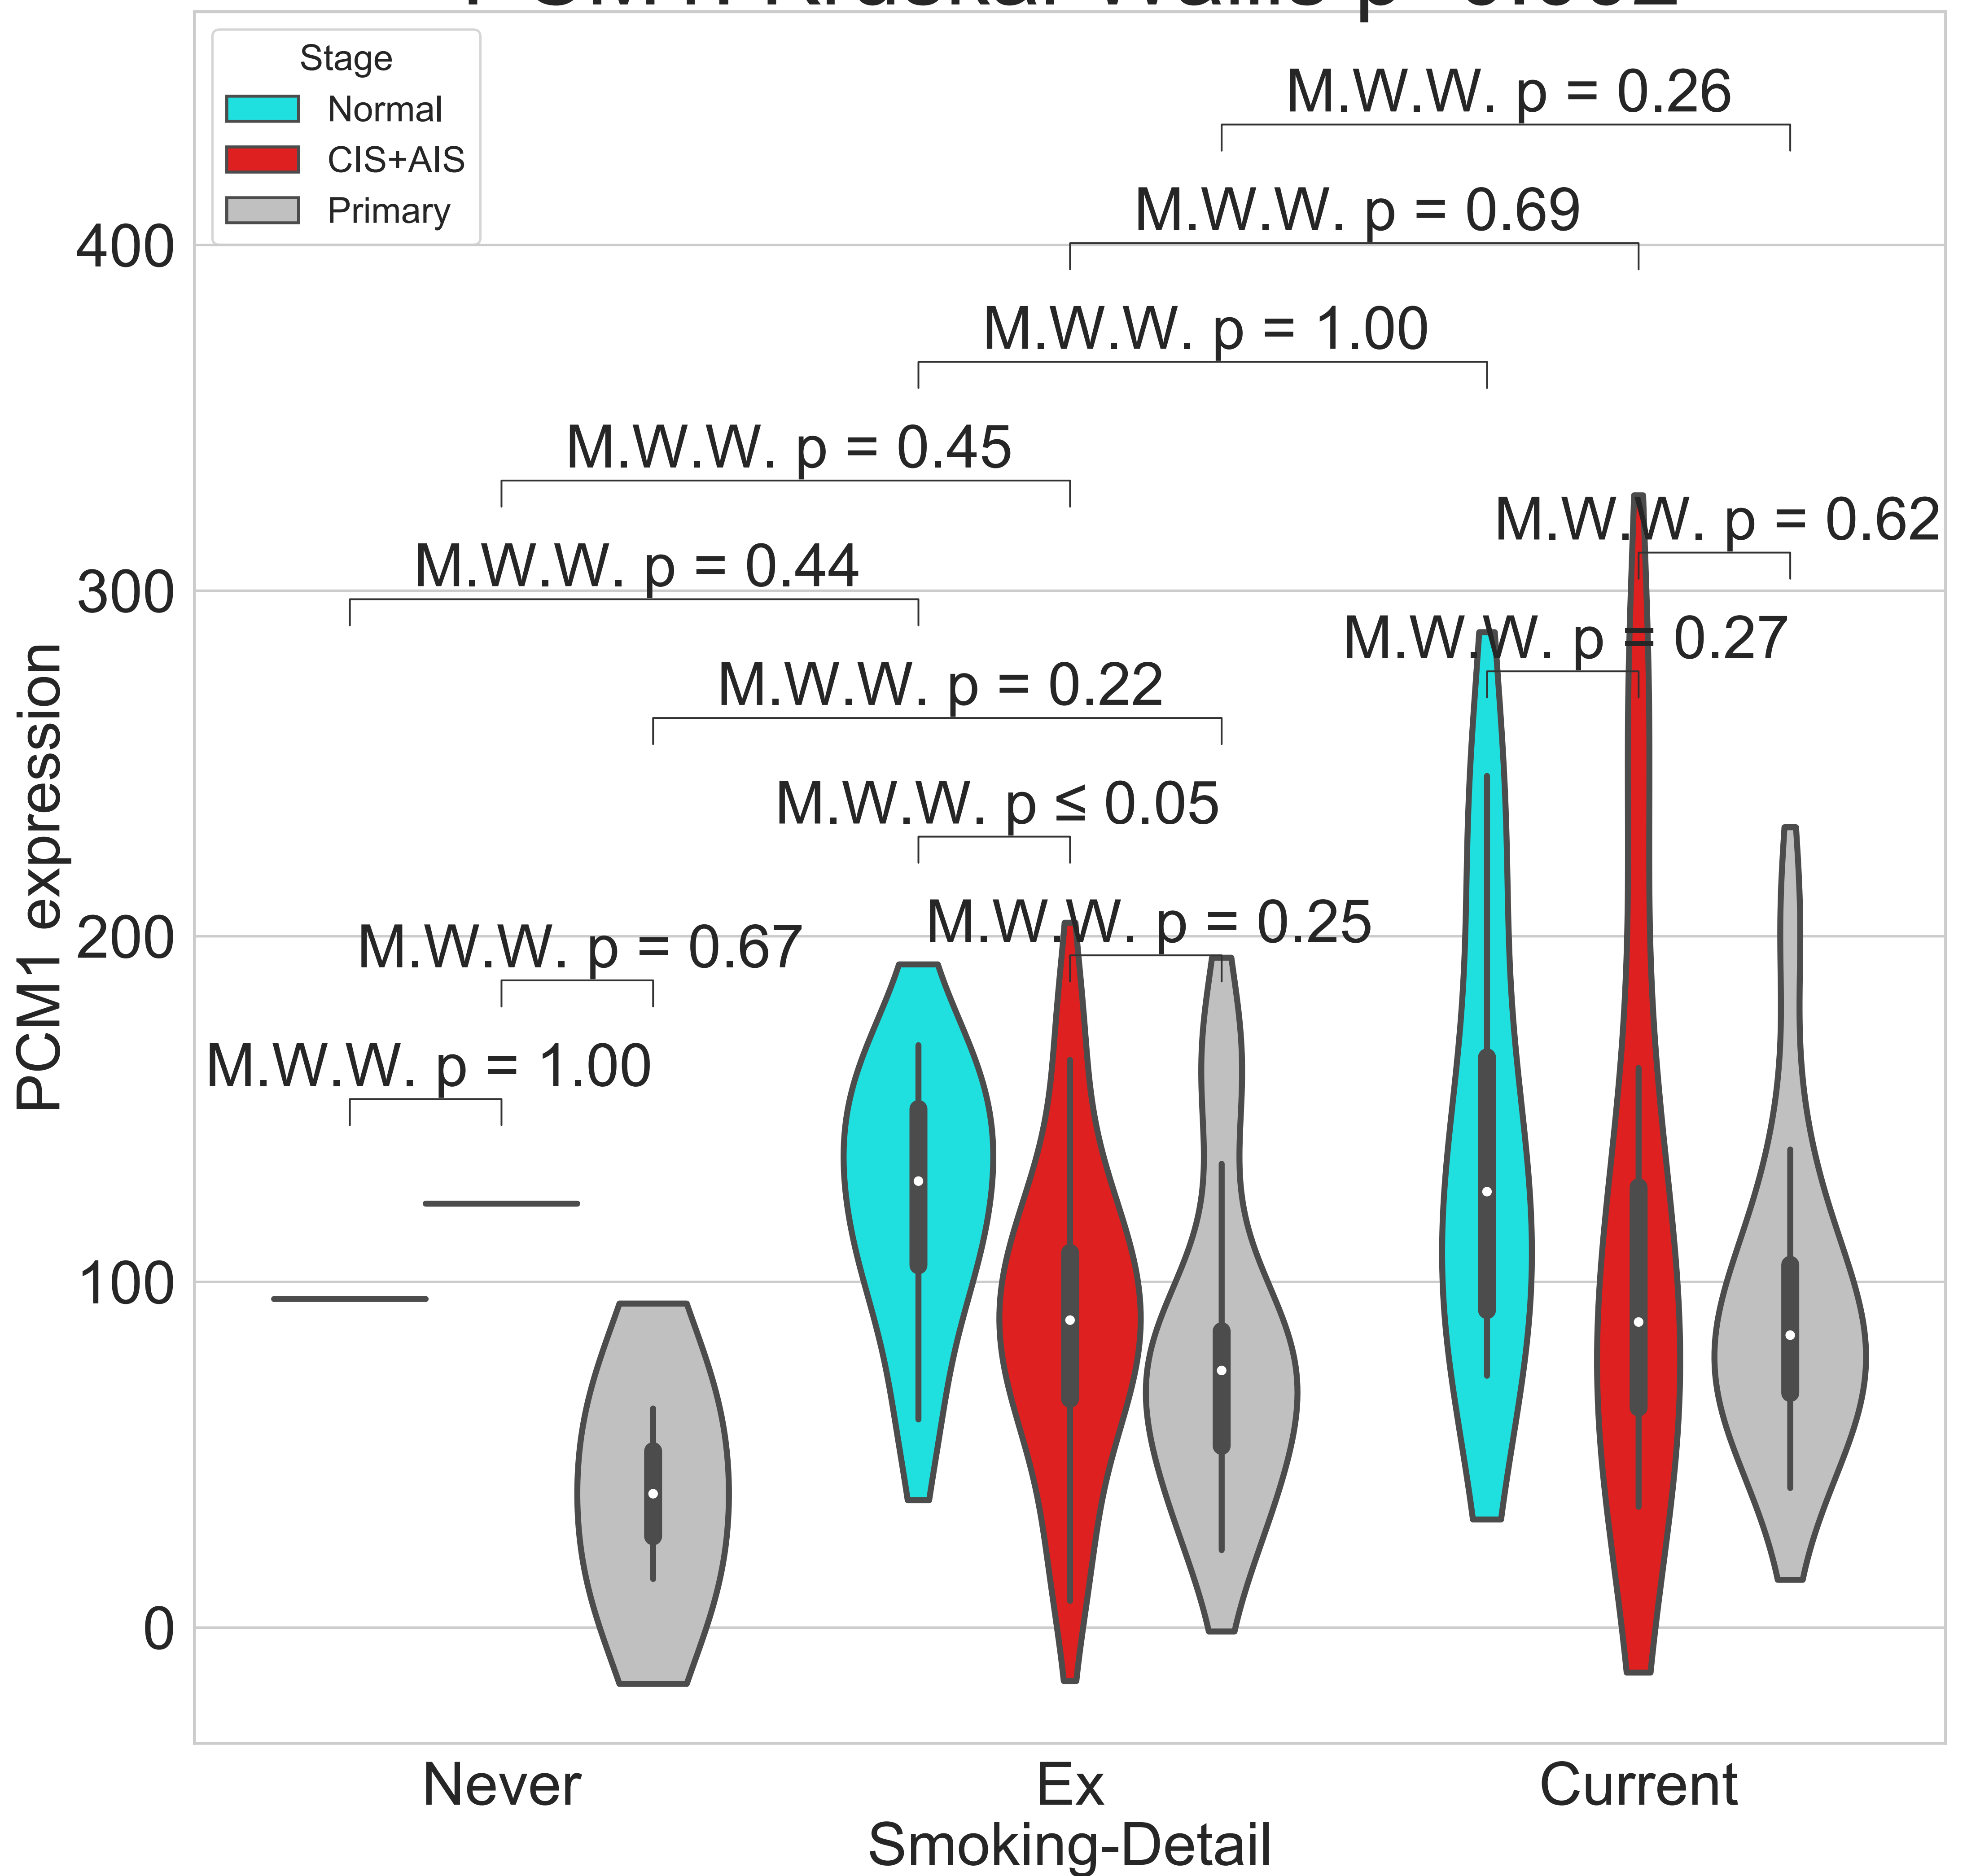 Stage
Normal
CIS+AIS
Primary
M.W.W. p = 0.26
M.W.W. p = 0.69
M.W.W. p = 1.00
M.W.W. p = 0.45
M.W.W. p = 0.62
M.W.W. p = 0.44
M.W.W. p = 0.27
M.W.W. p = 0.22
M.W.W. p ≤ 0.05
M.W.W. p = 0.25
M.W.W. p = 0.67
M.W.W. p = 1.00
PCM1 expression
400
300
200
100
0
Never Ex Current
Smoking-Detail